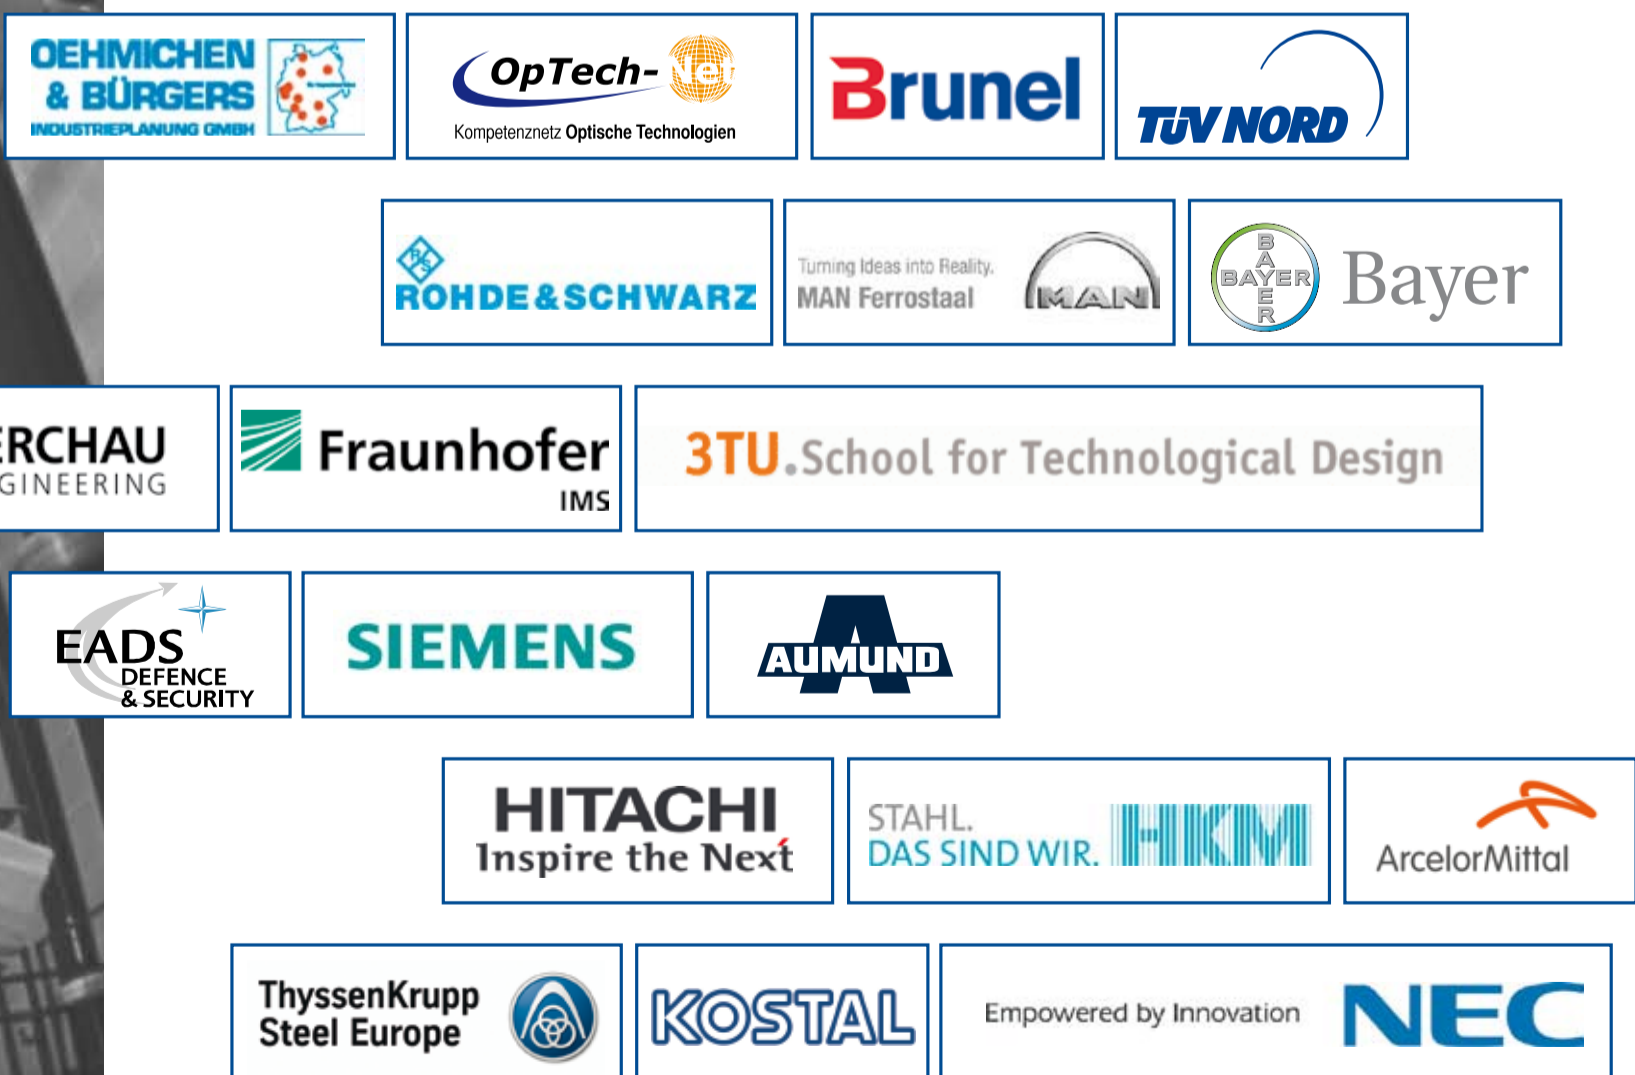 OEHMICHEN
& BÜRGERS
INDUSTRIEPLANUNG GMBH
OpTech-Net
Kompetenznetz Optische Technologien
Brunel
TÜV NORD
R/S
ROHDE & SCHWARZ
Turning Ideas into Reality.
MAN Ferrostaal
MAN
BAYER
BAYER
Bayer
ERCHAU
GINEERING
Fraunhofer
IMS
3TU.School for Technological Design
EADS
DEFENCE
& SECURITY
SIEMENS
AUMUND
HITACHI
Inspire the Next
STAHL.
DAS SIND WIR.
HKM
ArcelorMittal
ThyssenKrupp
Steel Europe
KOSTAL
Empowered by Innovation
NEC